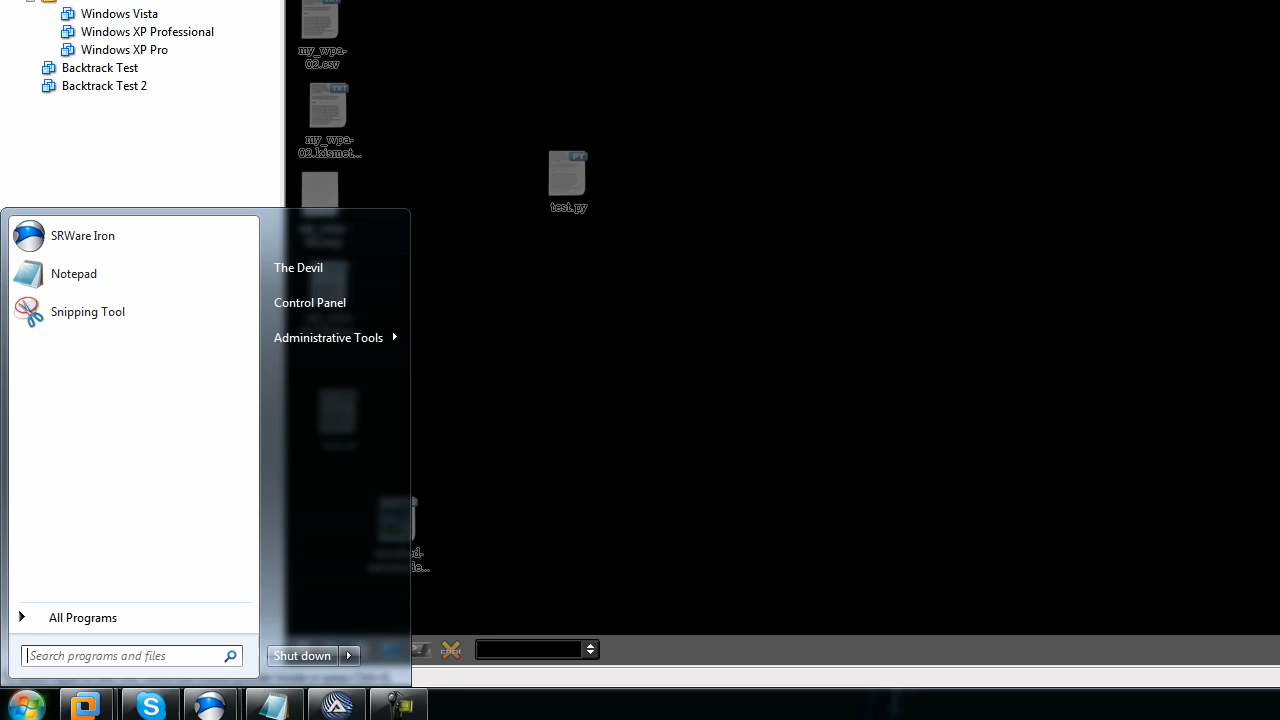 Windows Vista
Windows XP Professional
Windows XP Pro
Backtrack Test
Backtrack Test 2
my_wpa-
02.csv
TXT
my_wpa-
02.kismet...
PY
test.py
SRWare Iron
Notepad
Snipping Tool
The Devil
Control Panel
Administrative Tools
All Programs
Search programs and files
Shut down